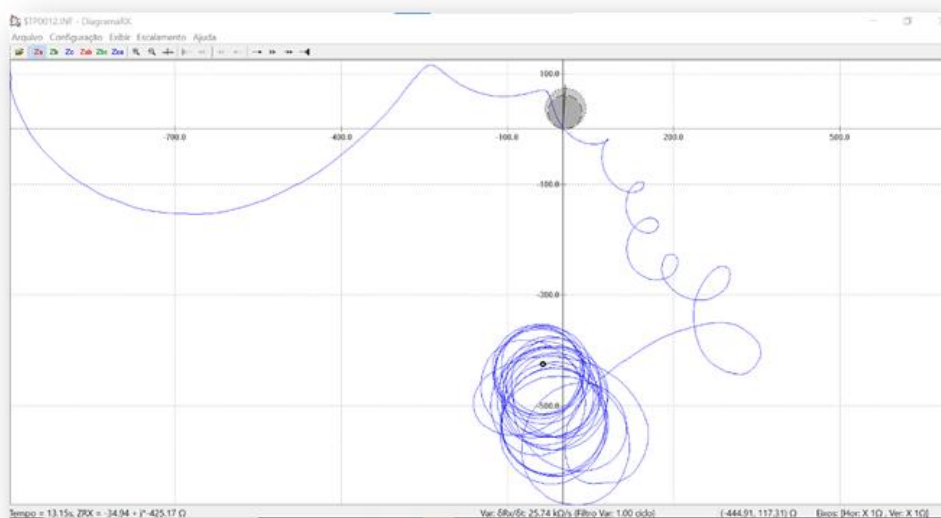 $TP0012.INF - DiagramaRX
Arquivo Configuração Exibir Escalamento Ajuda
Za Zb Zc Zab Zbc Zca
100.0
-700.0 -400.0 -100.0 200.0 500.0
-100.0
-300.0
-500.0
Tempo = 13.15s, ZRX = -34.94 + j*-425.17 Ω Var: δRx/δt: 25.74 kΩ/s (Filtro Var: 1.00 ciclo) (-444.91, 117.31) Ω Eixos: [Hor: X 1Ω , Ver: X 1Ω]